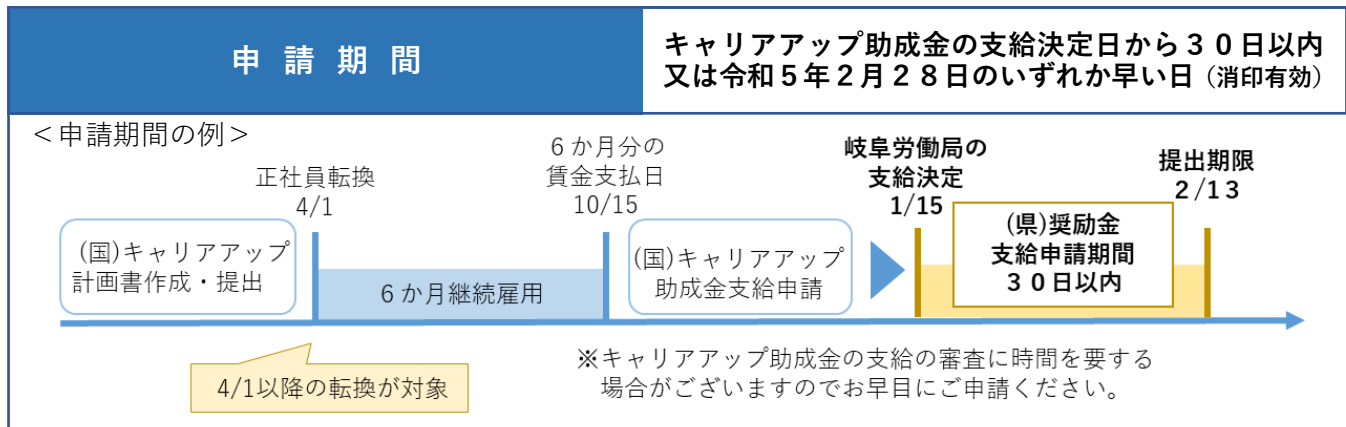 申請期間
キャリアアップ助成金の支給決定日から３０日以内
又は令和５年２月２８日のいずれか早い日（消印有効）
＜申請期間の例＞
正社員転換
4/1
６か月分の
賃金支払日
10/15
岐阜労働局の
支給決定
1/15
提出期限
2/13
(国)キャリアアップ
計画書作成・提出
６か月継続雇用
(国)キャリアアップ
助成金支給申請
(県)奨励金
支給申請期間
３０日以内
4/1以降の転換が対象
※キャリアアップ助成金の支給の審査に時間を要する
場合がございますのでお早目にご申請ください。